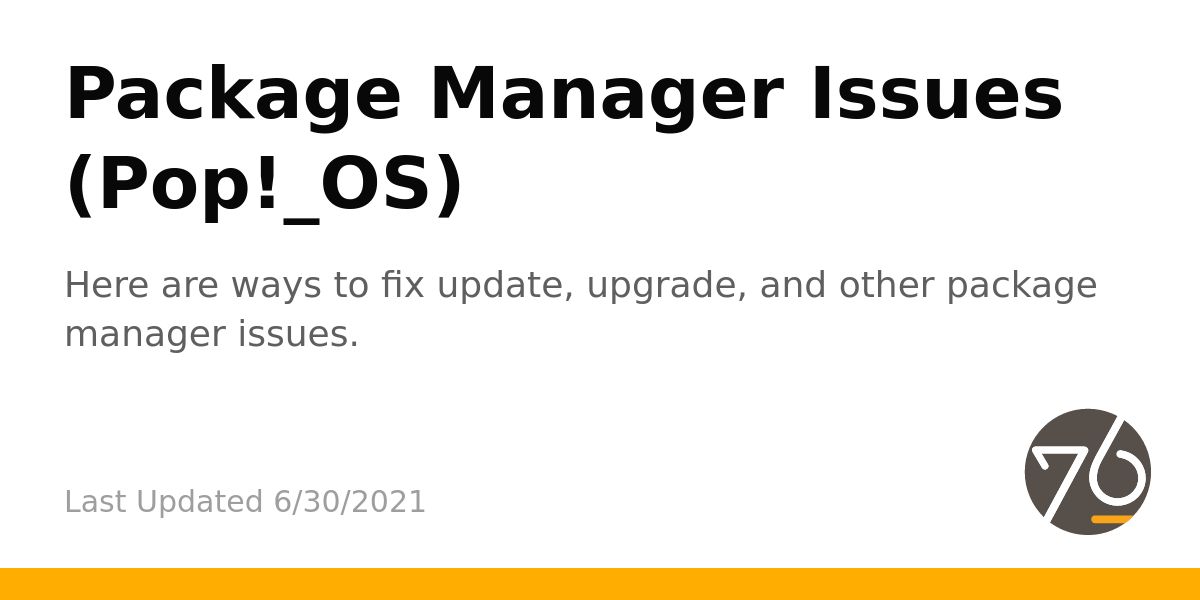 Package Manager Issues
(Pop!_OS)
Here are ways to fix update, upgrade, and other package
manager issues.
Last Updated 6/30/2021
76